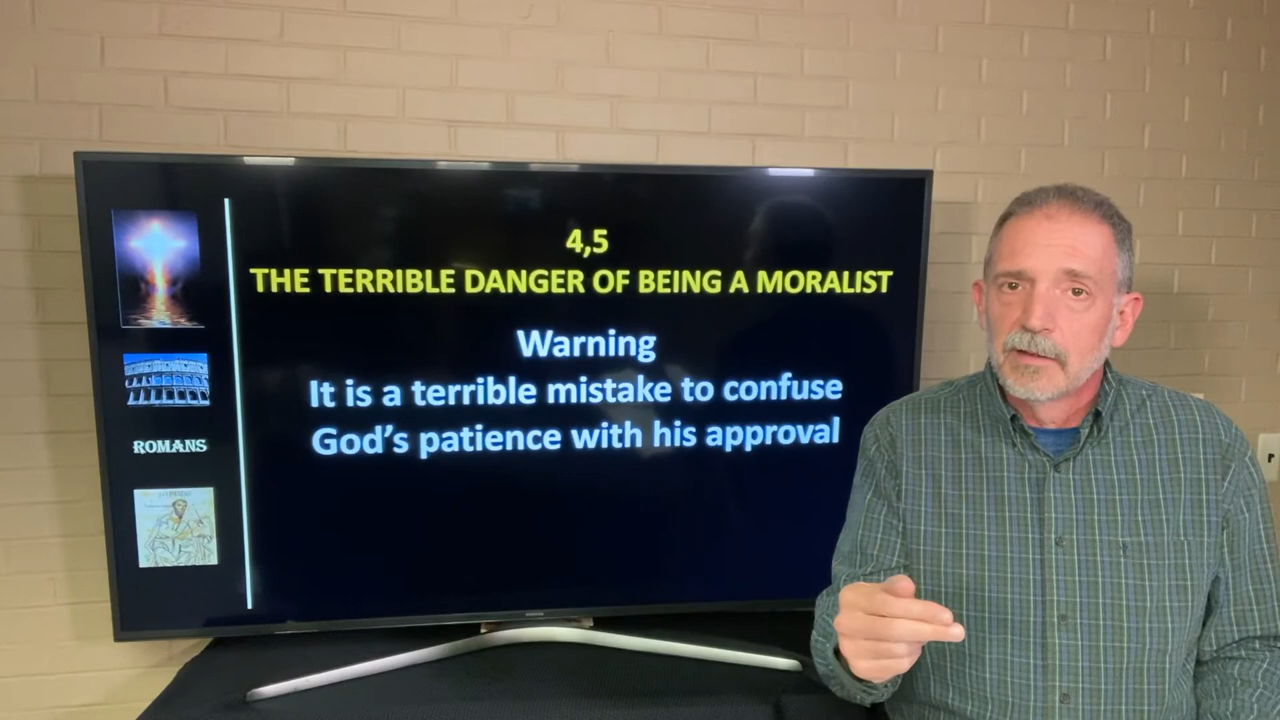 4,5
THE TERRIBLE DANGER OF BEING A MORALIST
Warning
It is a terrible mistake to confuse
God's patience with his approval
ROMANS